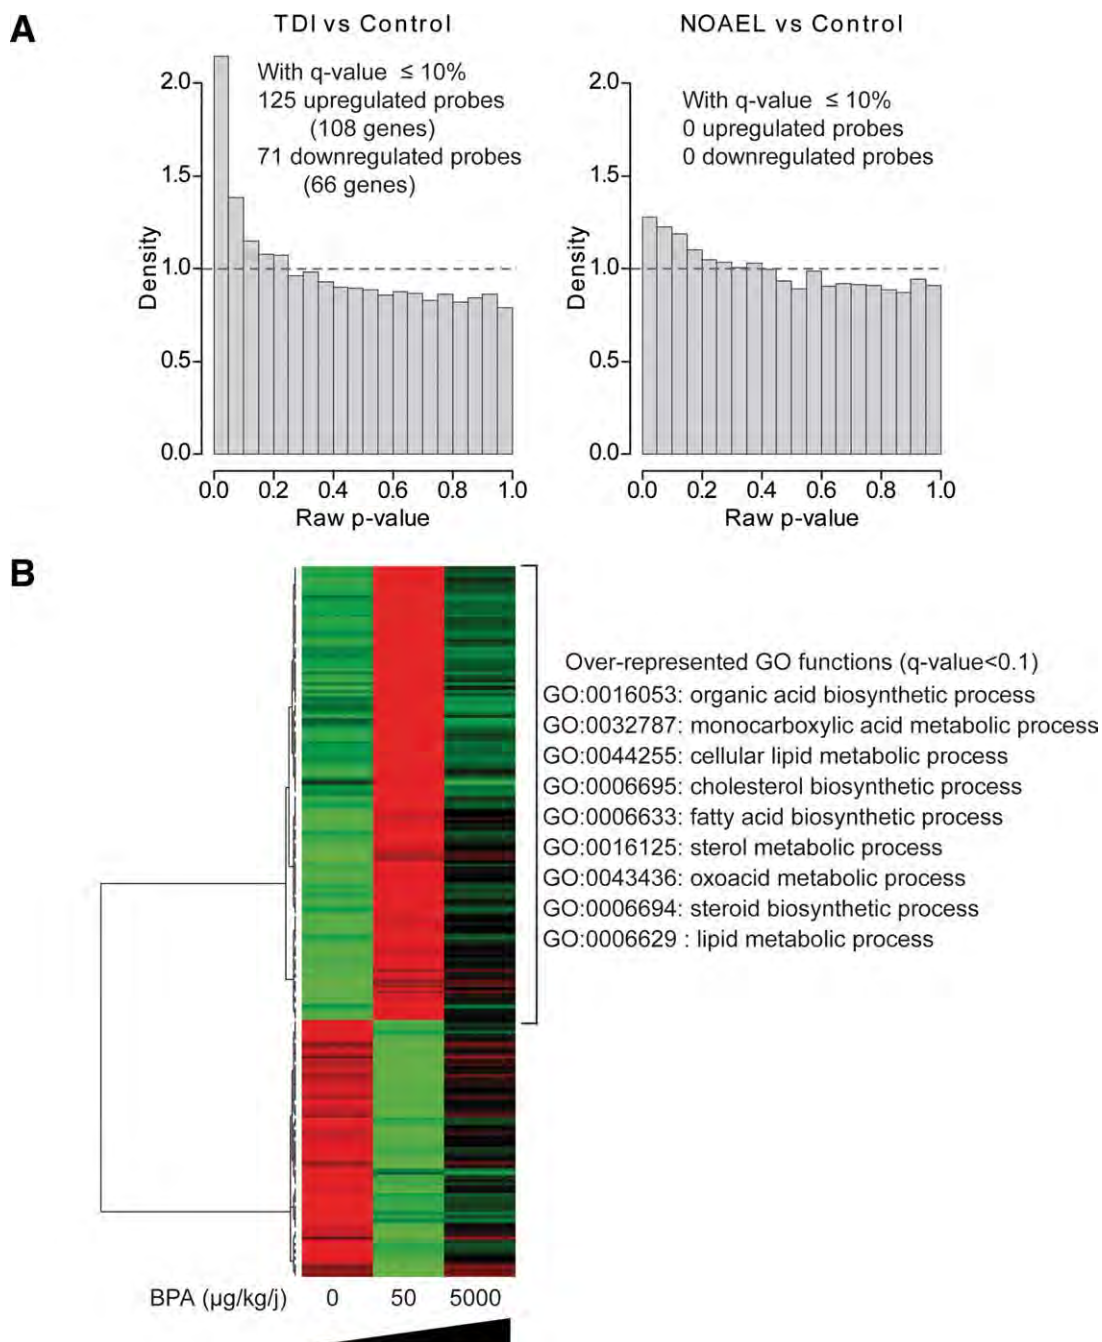 A
TDI vs Control
With q-value ≤ 10%
125 upregulated probes
(108 genes)
71 downregulated probes
(66 genes)
Density
2.0
1.5
1.0
0.5
0.0
0.0 0.2 0.4 0.6 0.8 1.0
Raw p-value
NOAEL vs Control
With q-value ≤ 10%
0 upregulated probes
0 downregulated probes
Density
2.0
1.5
1.0
0.5
0.0
0.0 0.2 0.4 0.6 0.8 1.0
Raw p-value
B
Over-represented GO functions (q-value<0.1)
GO:0016053: organic acid biosynthetic process
GO:0032787: monocarboxylic acid metabolic process
GO:0044255: cellular lipid metabolic process
GO:0006695: cholesterol biosynthetic process
GO:0006633: fatty acid biosynthetic process
GO:0016125: sterol metabolic process
GO:0043436: oxoacid metabolic process
GO:0006694: steroid biosynthetic process
GO:0006629 : lipid metabolic process
BPA (µg/kg/j) 0 50 5000